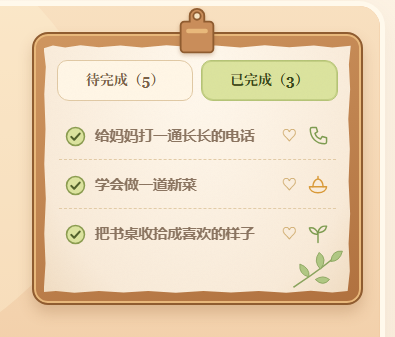 待完成（5）
已完成（3）
给妈妈打一通长长的电话
学会做一道新菜
把书桌收拾成喜欢的样子